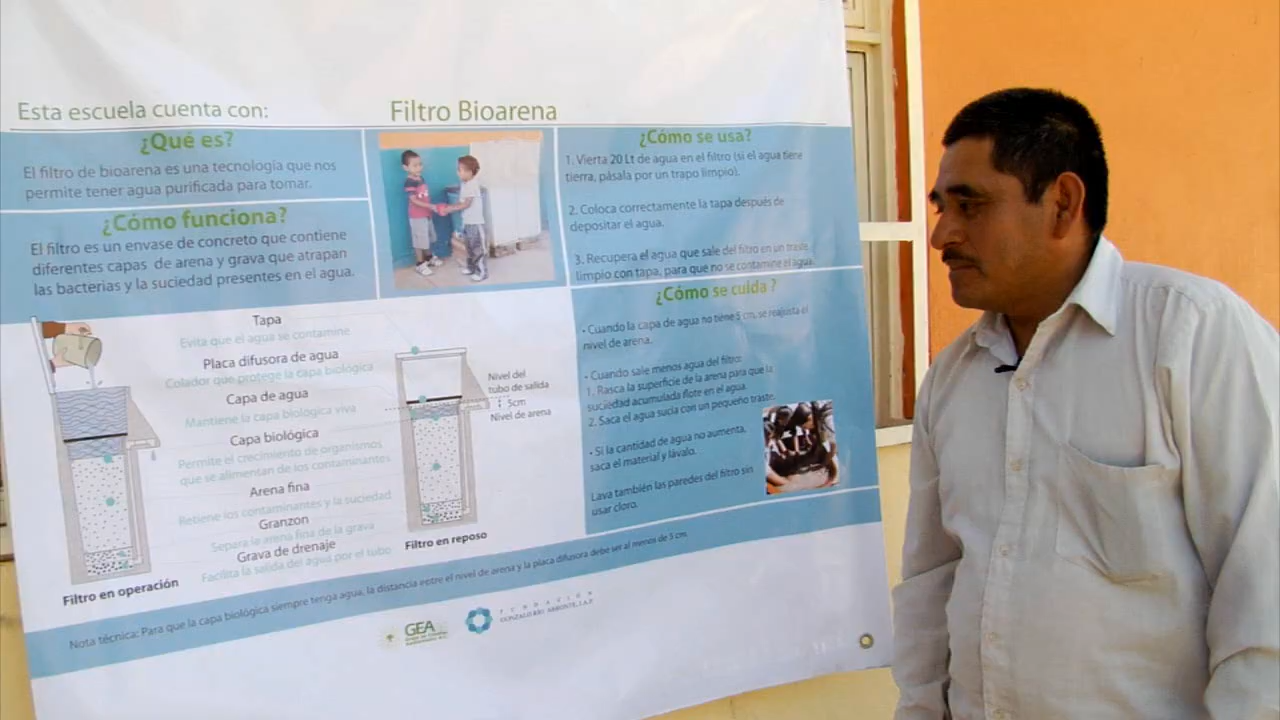 Esta escuela cuenta con:
Filtro Bioarena
¿Qué es?
El filtro de bioarena es una tecnología que nos
permite tener agua purificada para tomar.
¿Cómo funciona?
El filtro es un envase de concreto que contiene
diferentes capas de arena y grava que atrapan
las bacterias y la suciedad presentes en el agua.
¿Cómo se usa?
1. Vierta 20 Lt de agua en el filtro (si el agua tiene
tierra, pásala por un trapo limpio).
2. Coloca correctamente la tapa después de
depositar el agua.
3. Recupera el agua que sale del filtro en un traste
limpio con tapa, para que no se contamine el agua.
¿Cómo se cuida ?
• Cuando la capa de agua no tiene 5 cm, se reajusta el
nivel de arena.
• Cuando sale menos agua del filtro:
1. Rasca la superficie de la arena para que la
suciedad acumulada flote en el agua.
2. Saca el agua sucia con un pequeño traste.
• Si la cantidad de agua no aumenta,
saca el material y lávalo.
Lava también las paredes del filtro sin
usar cloro.
Tapa
Evita que el agua se contamine
Placa difusora de agua
Colador que protege la capa biológica
Capa de agua
Mantiene la capa biológica viva
Capa biológica
Permite el crecimiento de organismos
que se alimentan de los contaminantes
Arena fina
Retiene los contaminantes y la suciedad
Granzon
Separa la arena fina de la grava
Grava de drenaje
Facilita la salida del agua por el tubo
Filtro en operación
Nivel del
tubo de salida
5cm
Nivel de arena
Filtro en reposo
Nota técnica: Para que la capa biológica siempre tenga agua, la distancia entre el nivel de arena y la placa difusora debe ser al menos de 5 cm.
GEA
FUNDACIÓN
GONZALO RÍO ARRONTE, I.A.P.